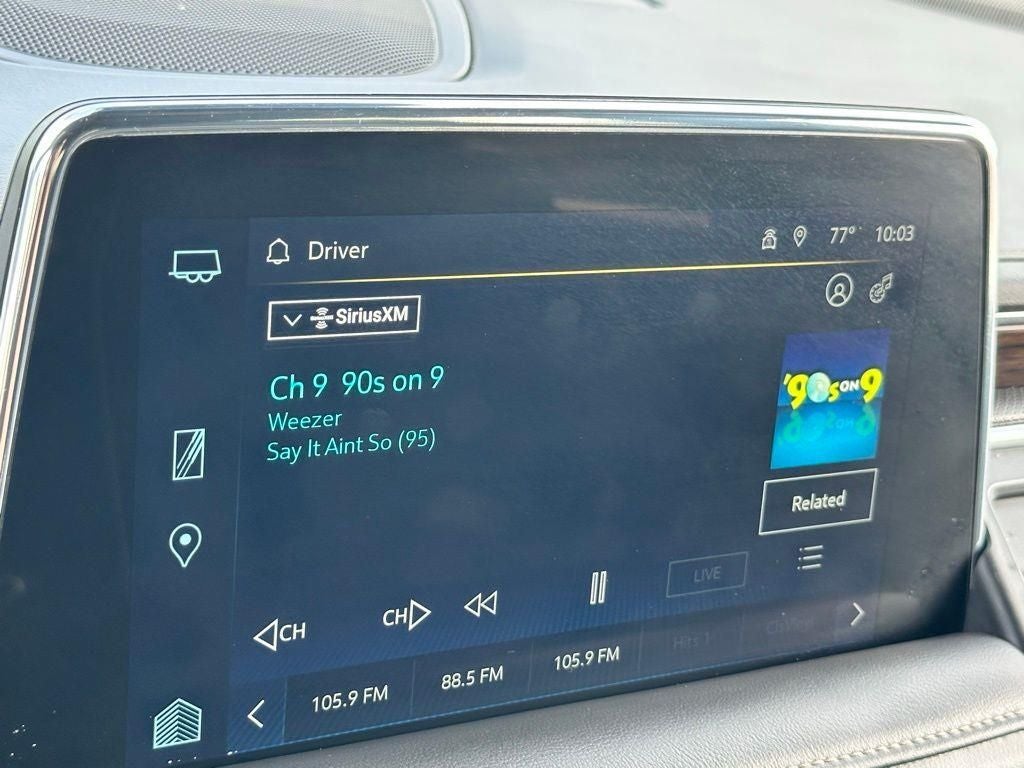 Driver
77° 10:03
SiriusXM
Ch 9 90s on 9
Weezer
Say It Aint So (95)
'90s ON 9
Related
LIVE
CH
CH
105.9 FM
88.5 FM
105.9 FM
Hits 1